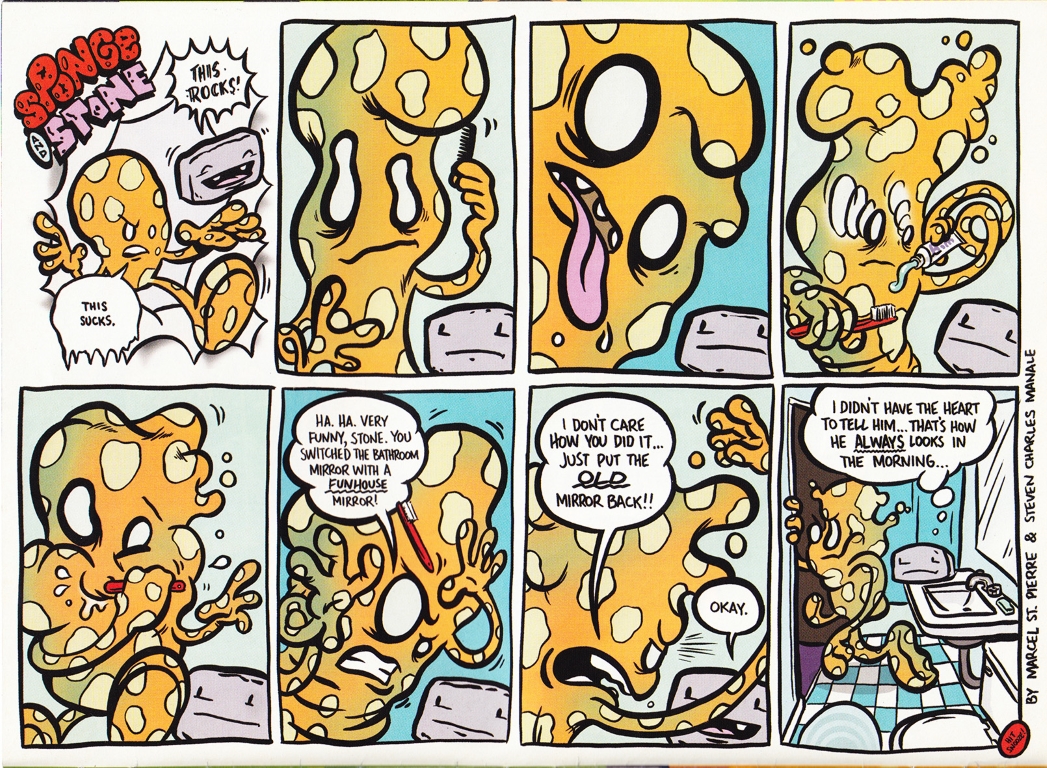 SPONGE
AND
STONE
THIS
ROCKS!
THIS
SUCKS.
HA. HA. VERY
FUNNY, STONE. YOU
SWITCHED THE BATHROOM
MIRROR WITH A
FUNHOUSE
MIRROR!
I DON'T CARE
HOW YOU DID IT...
JUST PUT THE
OLD
MIRROR BACK!!
OKAY.
I DIDN'T HAVE THE HEART
TO TELL HIM... THAT'S HOW
HE ALWAYS LOOKS IN
THE MORNING...
BY MARCEL ST. PIERRE & STEVEN CHARLES MANALE
HIT
SNOOZE!